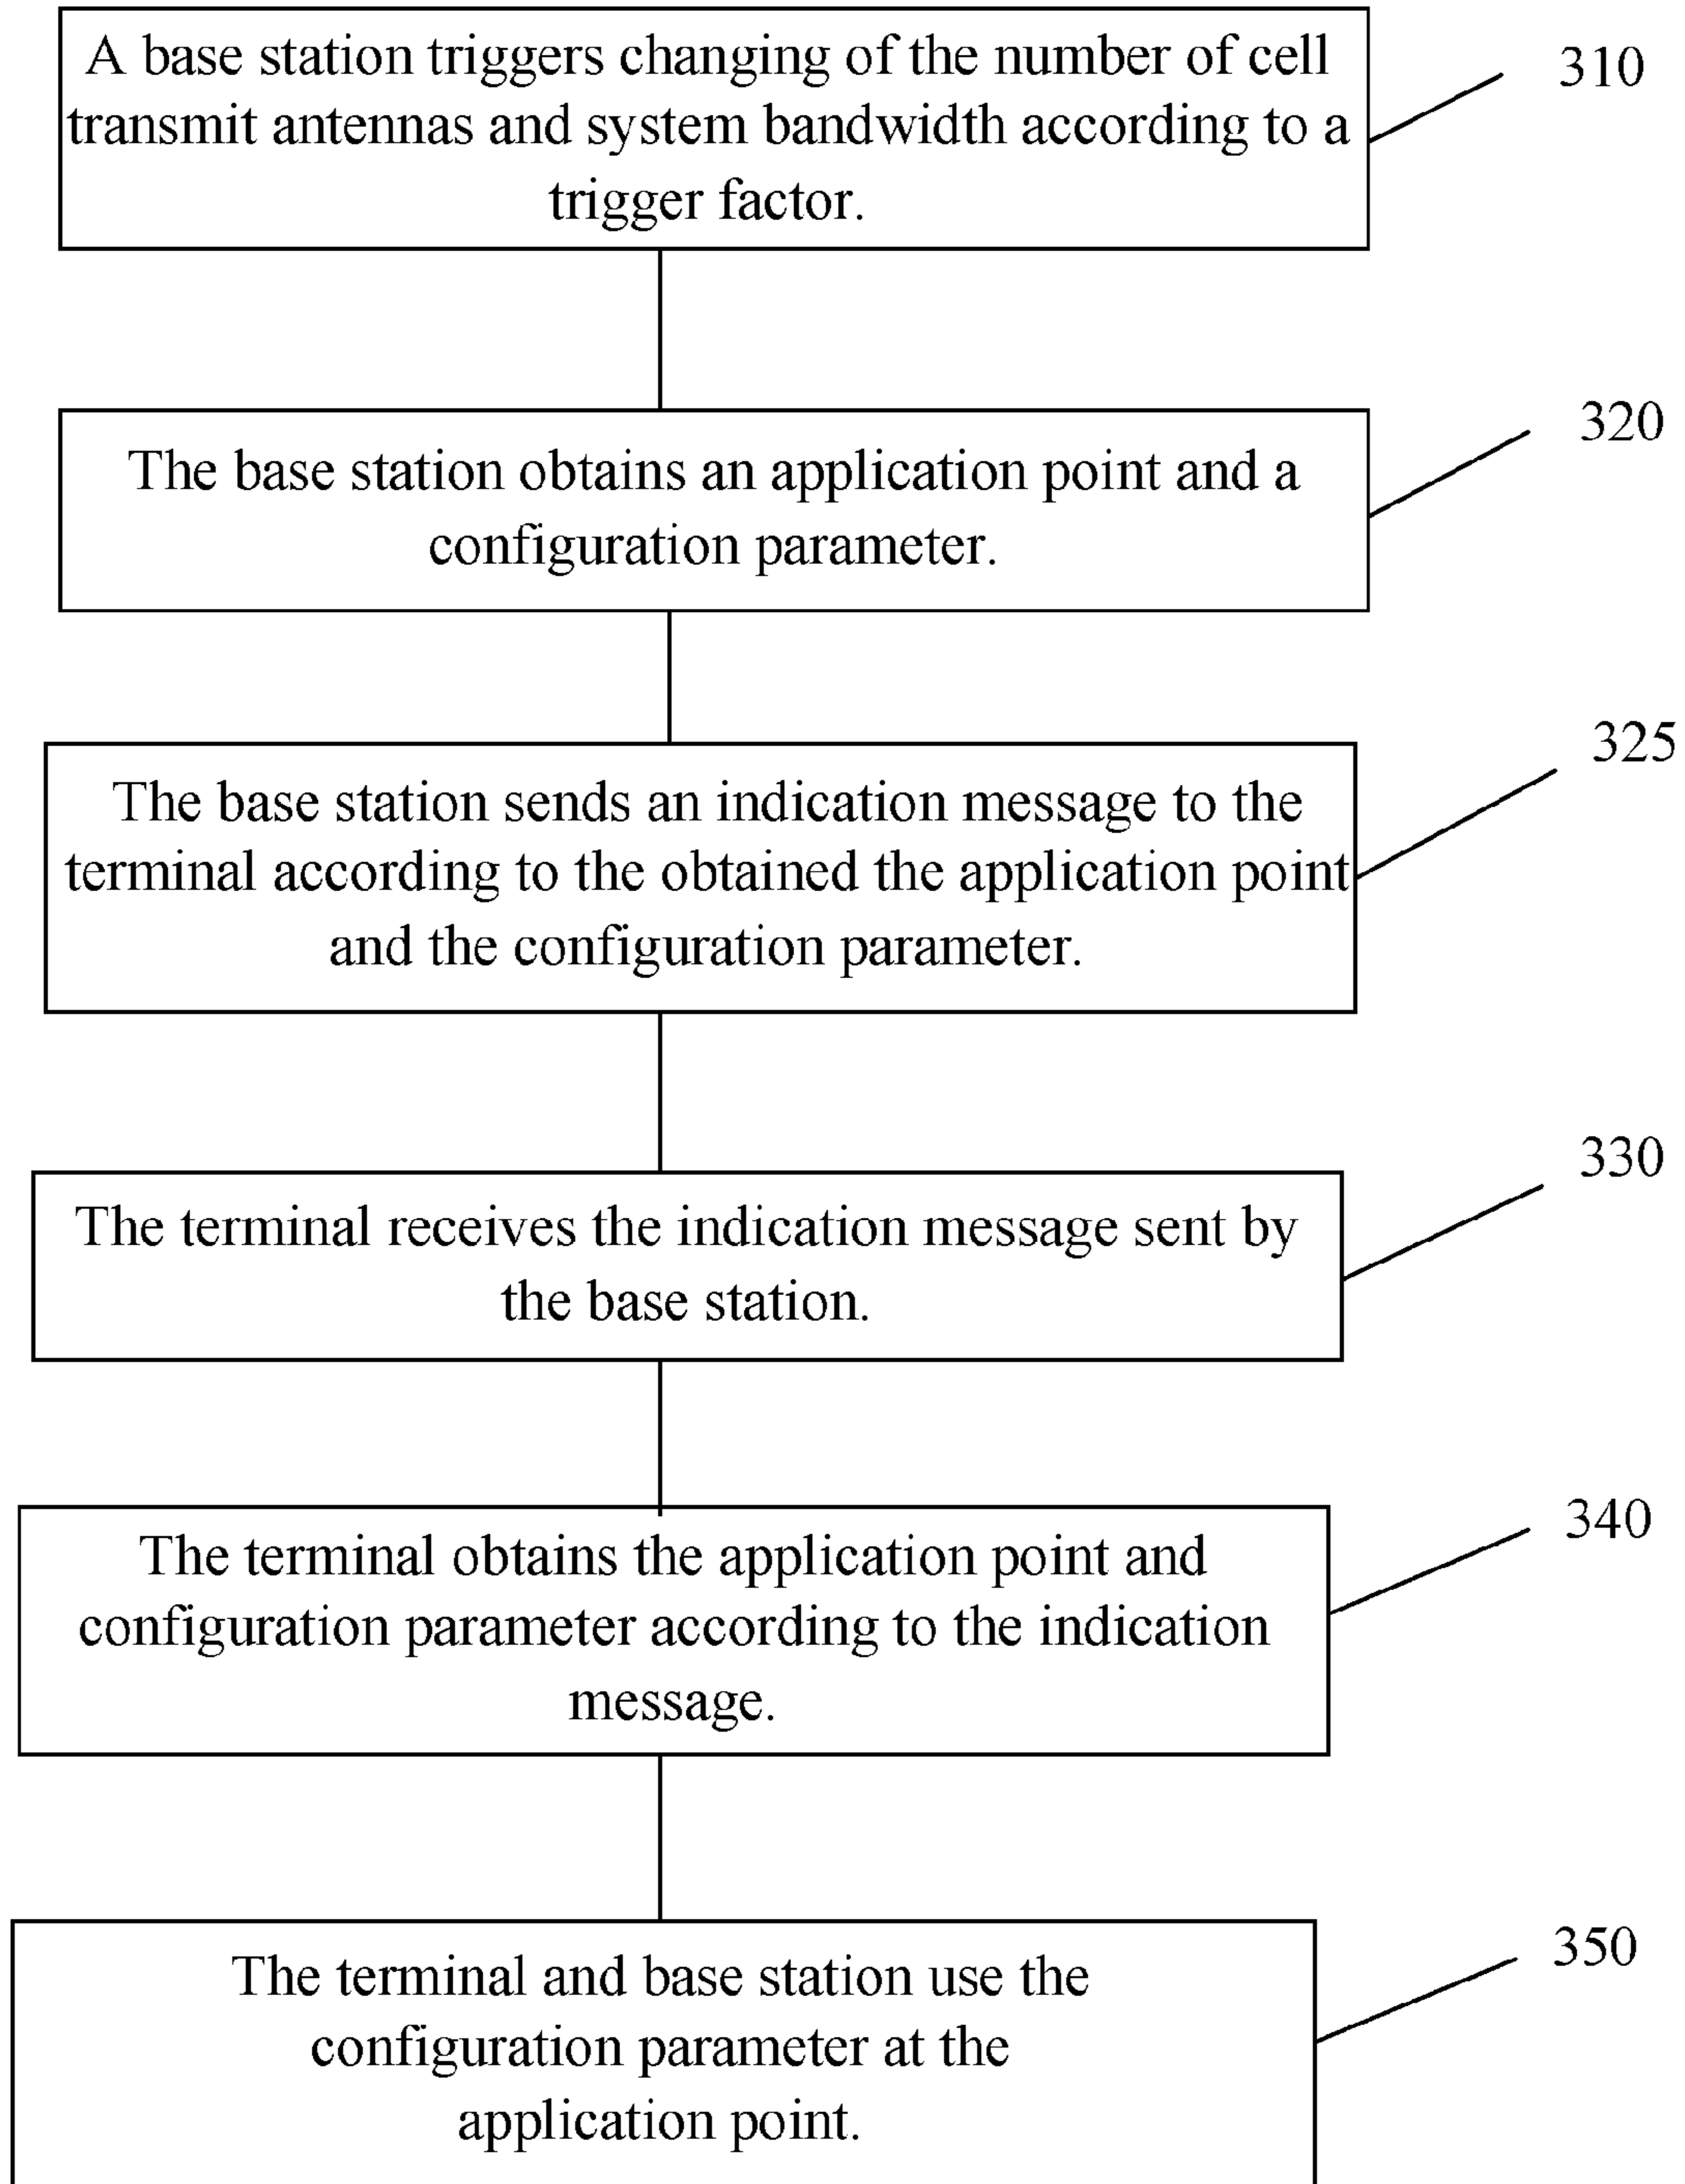 A base station triggers changing of the number of cell
transmit antennas and system bandwidth according to a
trigger factor.
310
The base station obtains an application point and a
configuration parameter.
320
The base station sends an indication message to the
terminal according to the obtained the application point
and the configuration parameter.
325
The terminal receives the indication message sent by
the base station.
330
The terminal obtains the application point and
configuration parameter according to the indication
message.
340
The terminal and base station use the
configuration parameter at the
application point.
350